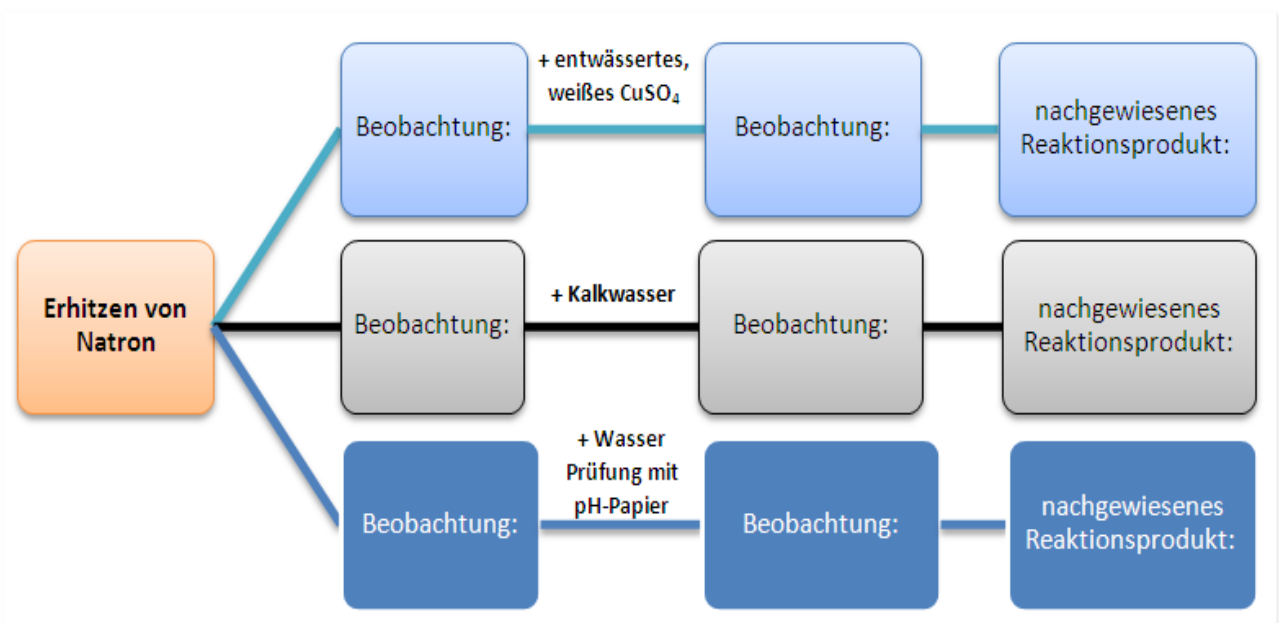 Erhitzen von
Natron
Beobachtung:
+ entwässertes,
weißes CuSO₄
Beobachtung:
nachgewiesenes
Reaktionsprodukt:
Beobachtung:
+ Kalkwasser
Beobachtung:
nachgewiesenes
Reaktionsprodukt:
Beobachtung:
+ Wasser
Prüfung mit
pH-Papier
Beobachtung:
nachgewiesenes
Reaktionsprodukt: